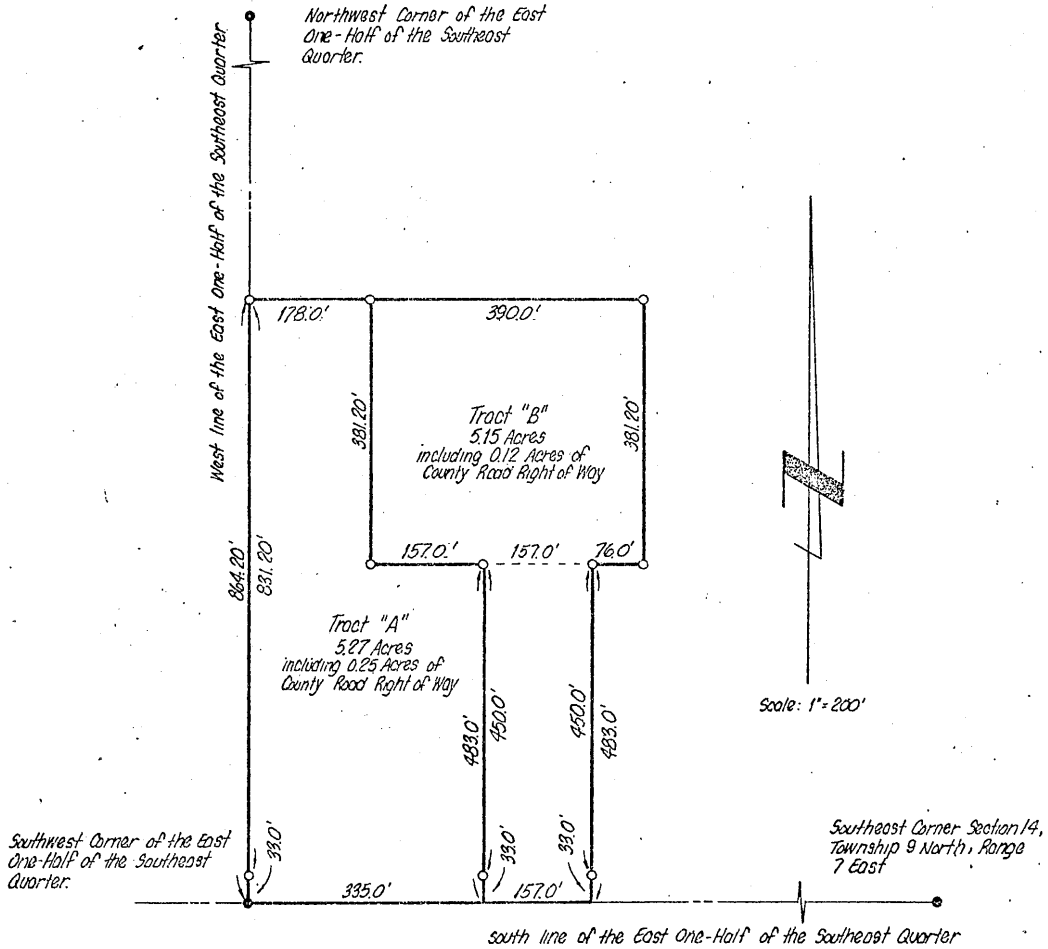 Northwest Corner of the East
One-Half of the Southeast
Quarter.
West line of the East One-Half of the Southeast Quarter
178.0'
390.0'
381.20'
Tract "B"
5.15 Acres
including 0.12 Acres of
County Road Right of Way
381.20'
157.0'
157.0'
76.0'
864.20'
831.20'
Tract "A"
5.27 Acres
including 0.25 Acres of
County Road Right of Way
483.0'
450.0'
450.0'
483.0'
Scale: 1"=200'
Southwest Corner of the East
One-Half of the Southeast
Quarter.
33.0'
33.0'
33.0'
Southeast Corner Section 14,
Township 9 North, Range
7 East
335.0'
157.0'
South line of the East One-Half of the Southeast Quarter